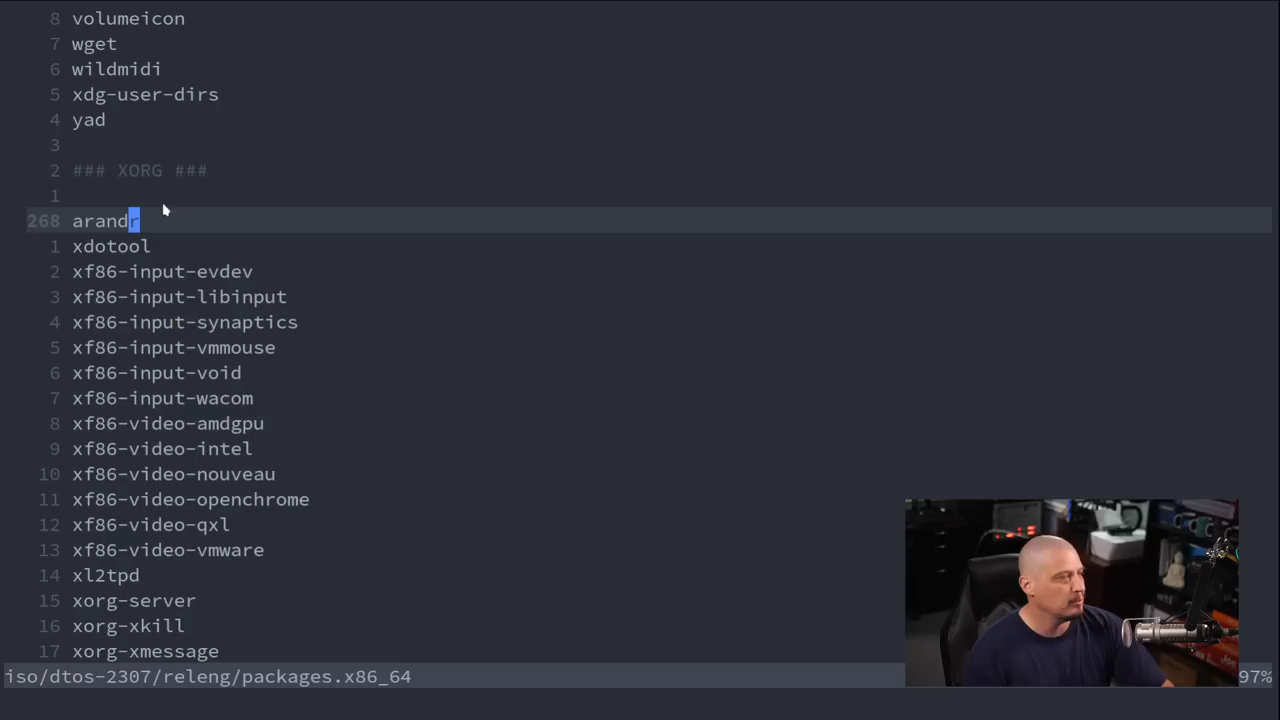 8 volumeicon
7 wget
6 wildmidi
5 xdg-user-dirs
4 yad
3
2 ### XORG ###
1
268 arandr
1 xdotool
2 xf86-input-evdev
3 xf86-input-libinput
4 xf86-input-synaptics
5 xf86-input-vmmouse
6 xf86-input-void
7 xf86-input-wacom
8 xf86-video-amdgpu
9 xf86-video-intel
10 xf86-video-nouveau
11 xf86-video-openchrome
12 xf86-video-qxl
13 xf86-video-vmware
14 xl2tpd
15 xorg-server
16 xorg-xkill
17 xorg-xmessage
iso/dtos-2307/releng/packages.x86_64 97%